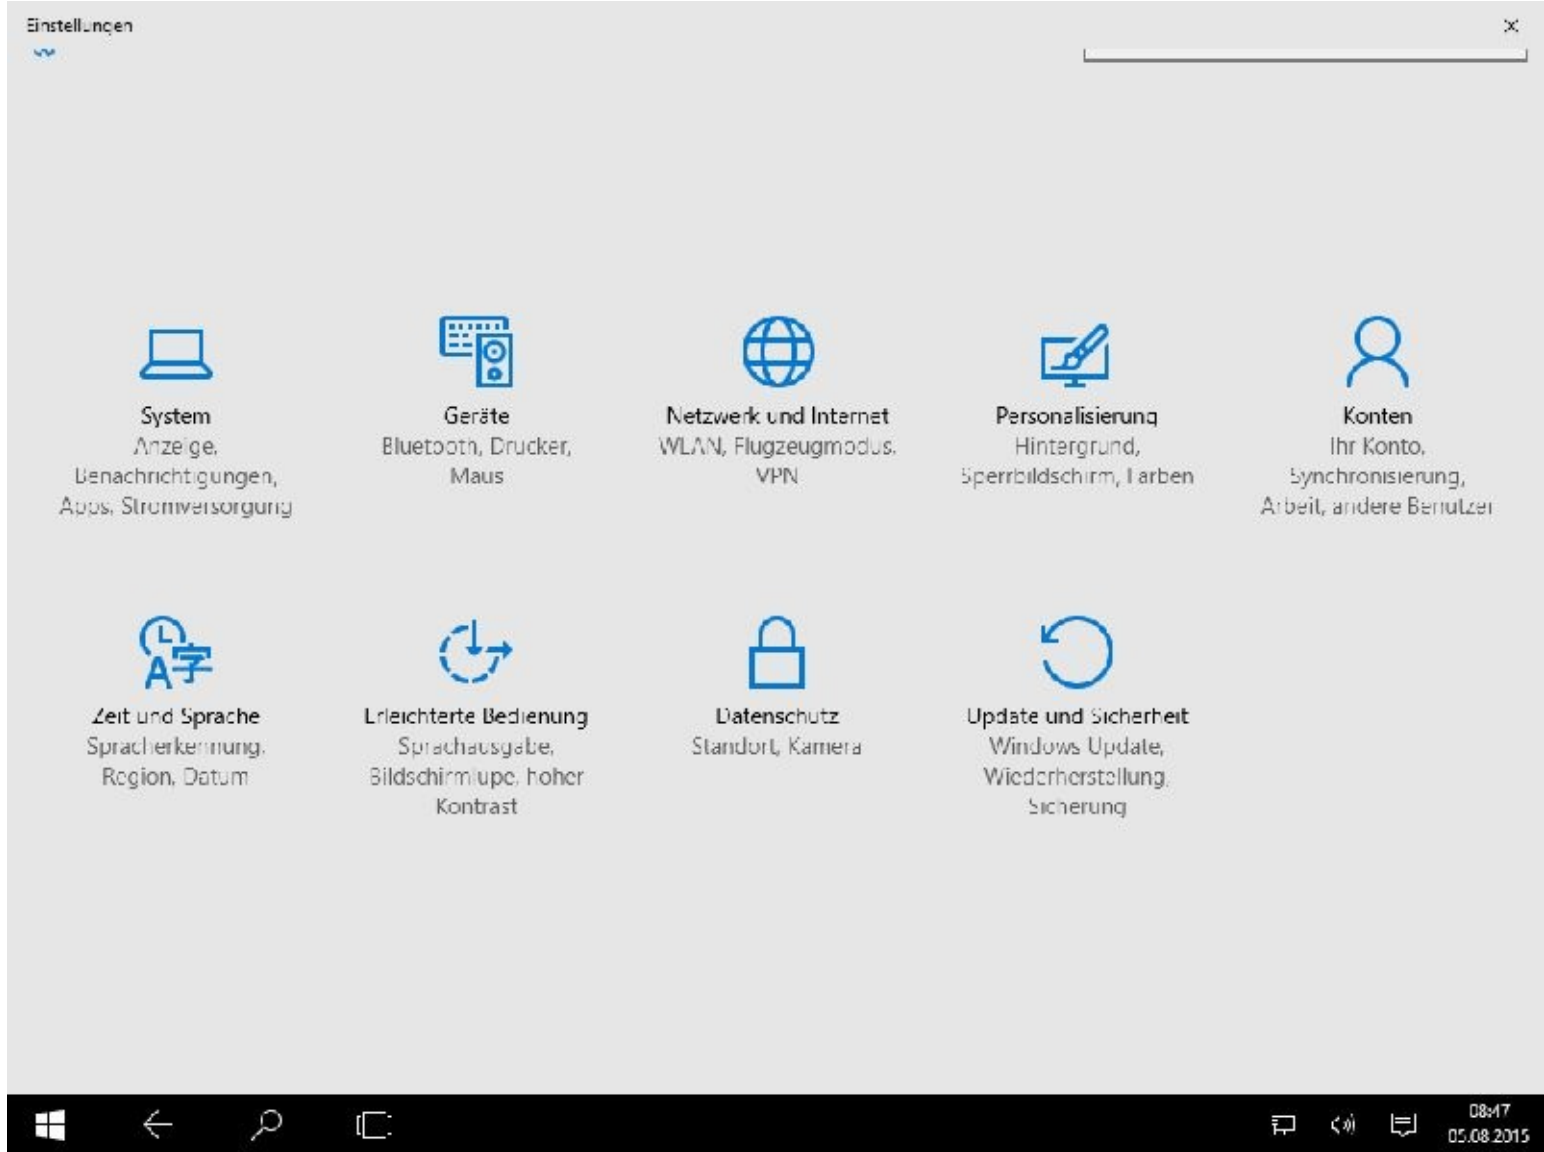 Einstellungen
System
Anzeige,
Benachrichtigungen,
Apps, Stromversorgung
Geräte
Bluetooth, Drucker,
Maus
Netzwerk und Internet
WLAN, Flugzeugmodus,
VPN
Personalisierung
Hintergrund,
Sperrbildschirm, Farben
Konten
Ihr Konto,
Synchronisierung,
Arbeit, andere Benutzer
A字
Zeit und Sprache
Spracherkennung,
Region, Datum
Erleichterte Bedienung
Sprachausgabe,
Bildschirmlupe, hoher
Kontrast
Datenschutz
Standort, Kamera
Update und Sicherheit
Windows Update,
Wiederherstellung,
Sicherung
08:47
05.08.2015